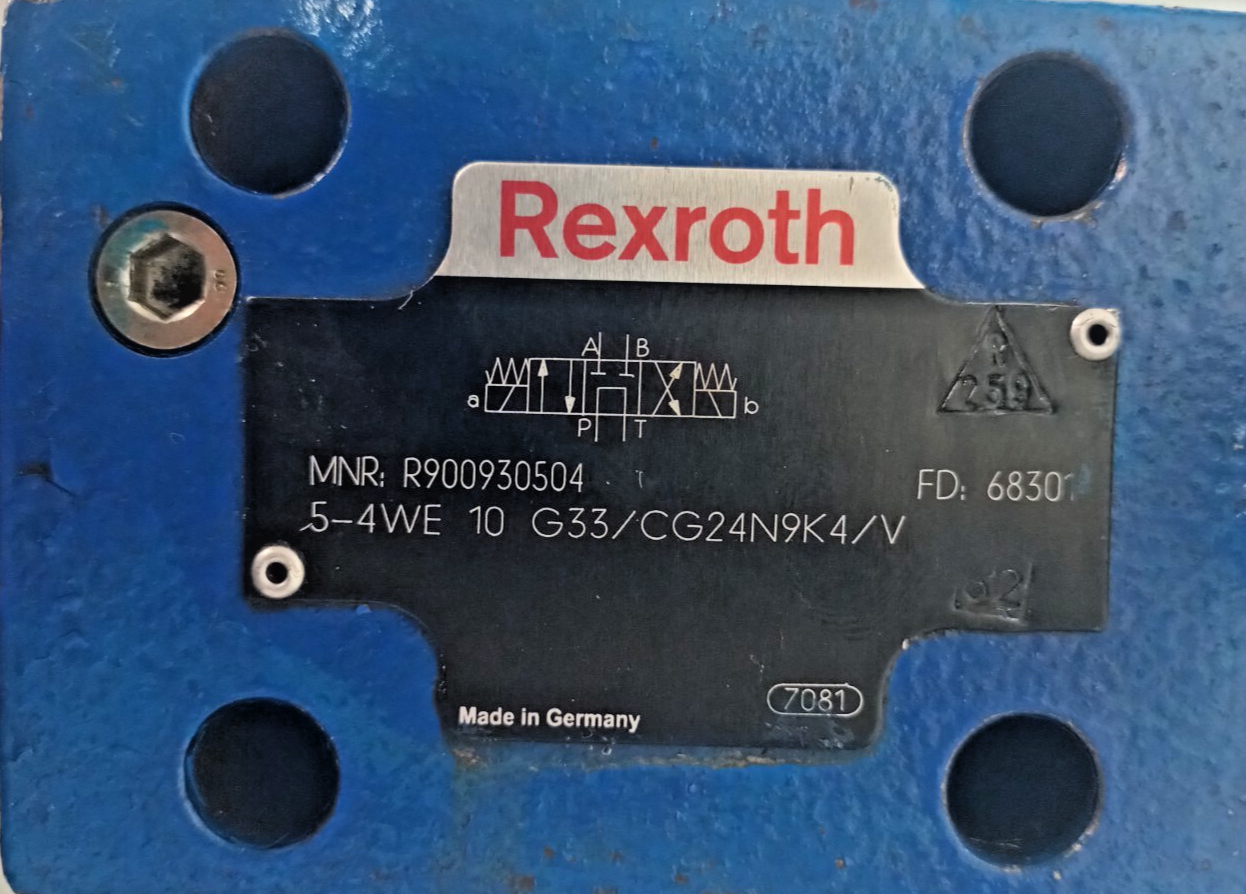 Rexroth
A B
a b
P T
R
259
MNR: R900930504
FD: 68301
5-4WE 10 G33/CG24N9K4/V
7081
Made in Germany